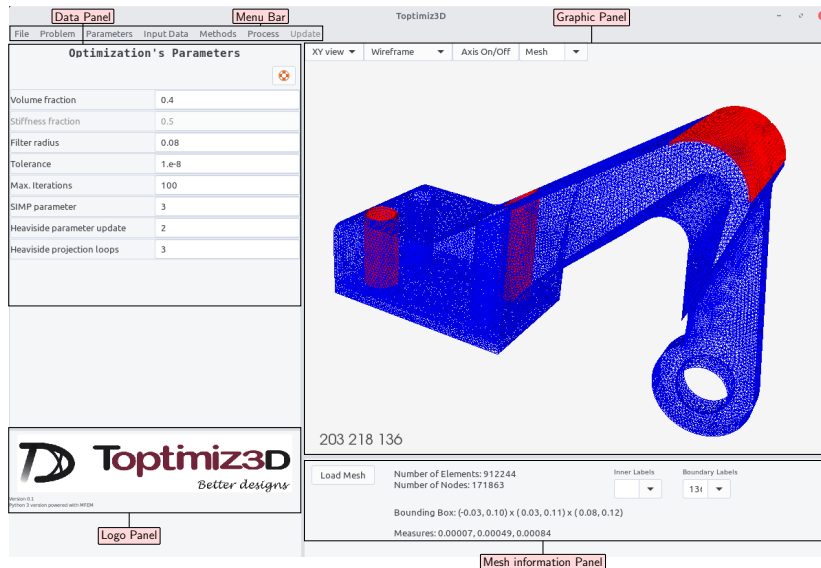 Data Panel
Menu Bar
Toptimiz3D
Graphic Panel
File Problem Parameters Input Data Methods Process Update
Optimization's Parameters
XY view Wireframe Axis On/Off Mesh
Volume fraction 0.4
Stiffness fraction 0.5
Filter radius 0.08
Tolerance 1.e-8
Max. Iterations 100
SIMP parameter 3
Heaviside parameter update 2
Heaviside projection loops 3
203 218 136
Toptimiz3D
Better designs
Version 0.1
Python 3 version powered with MFEM
Logo Panel
Load Mesh
Number of Elements: 912244
Number of Nodes: 171863
Inner Labels
Boundary Labels
Bounding Box: (-0.03, 0.10) x ( 0.03, 0.11) x ( 0.08, 0.12)
Measures: 0.00007, 0.00049, 0.00084
Mesh information Panel